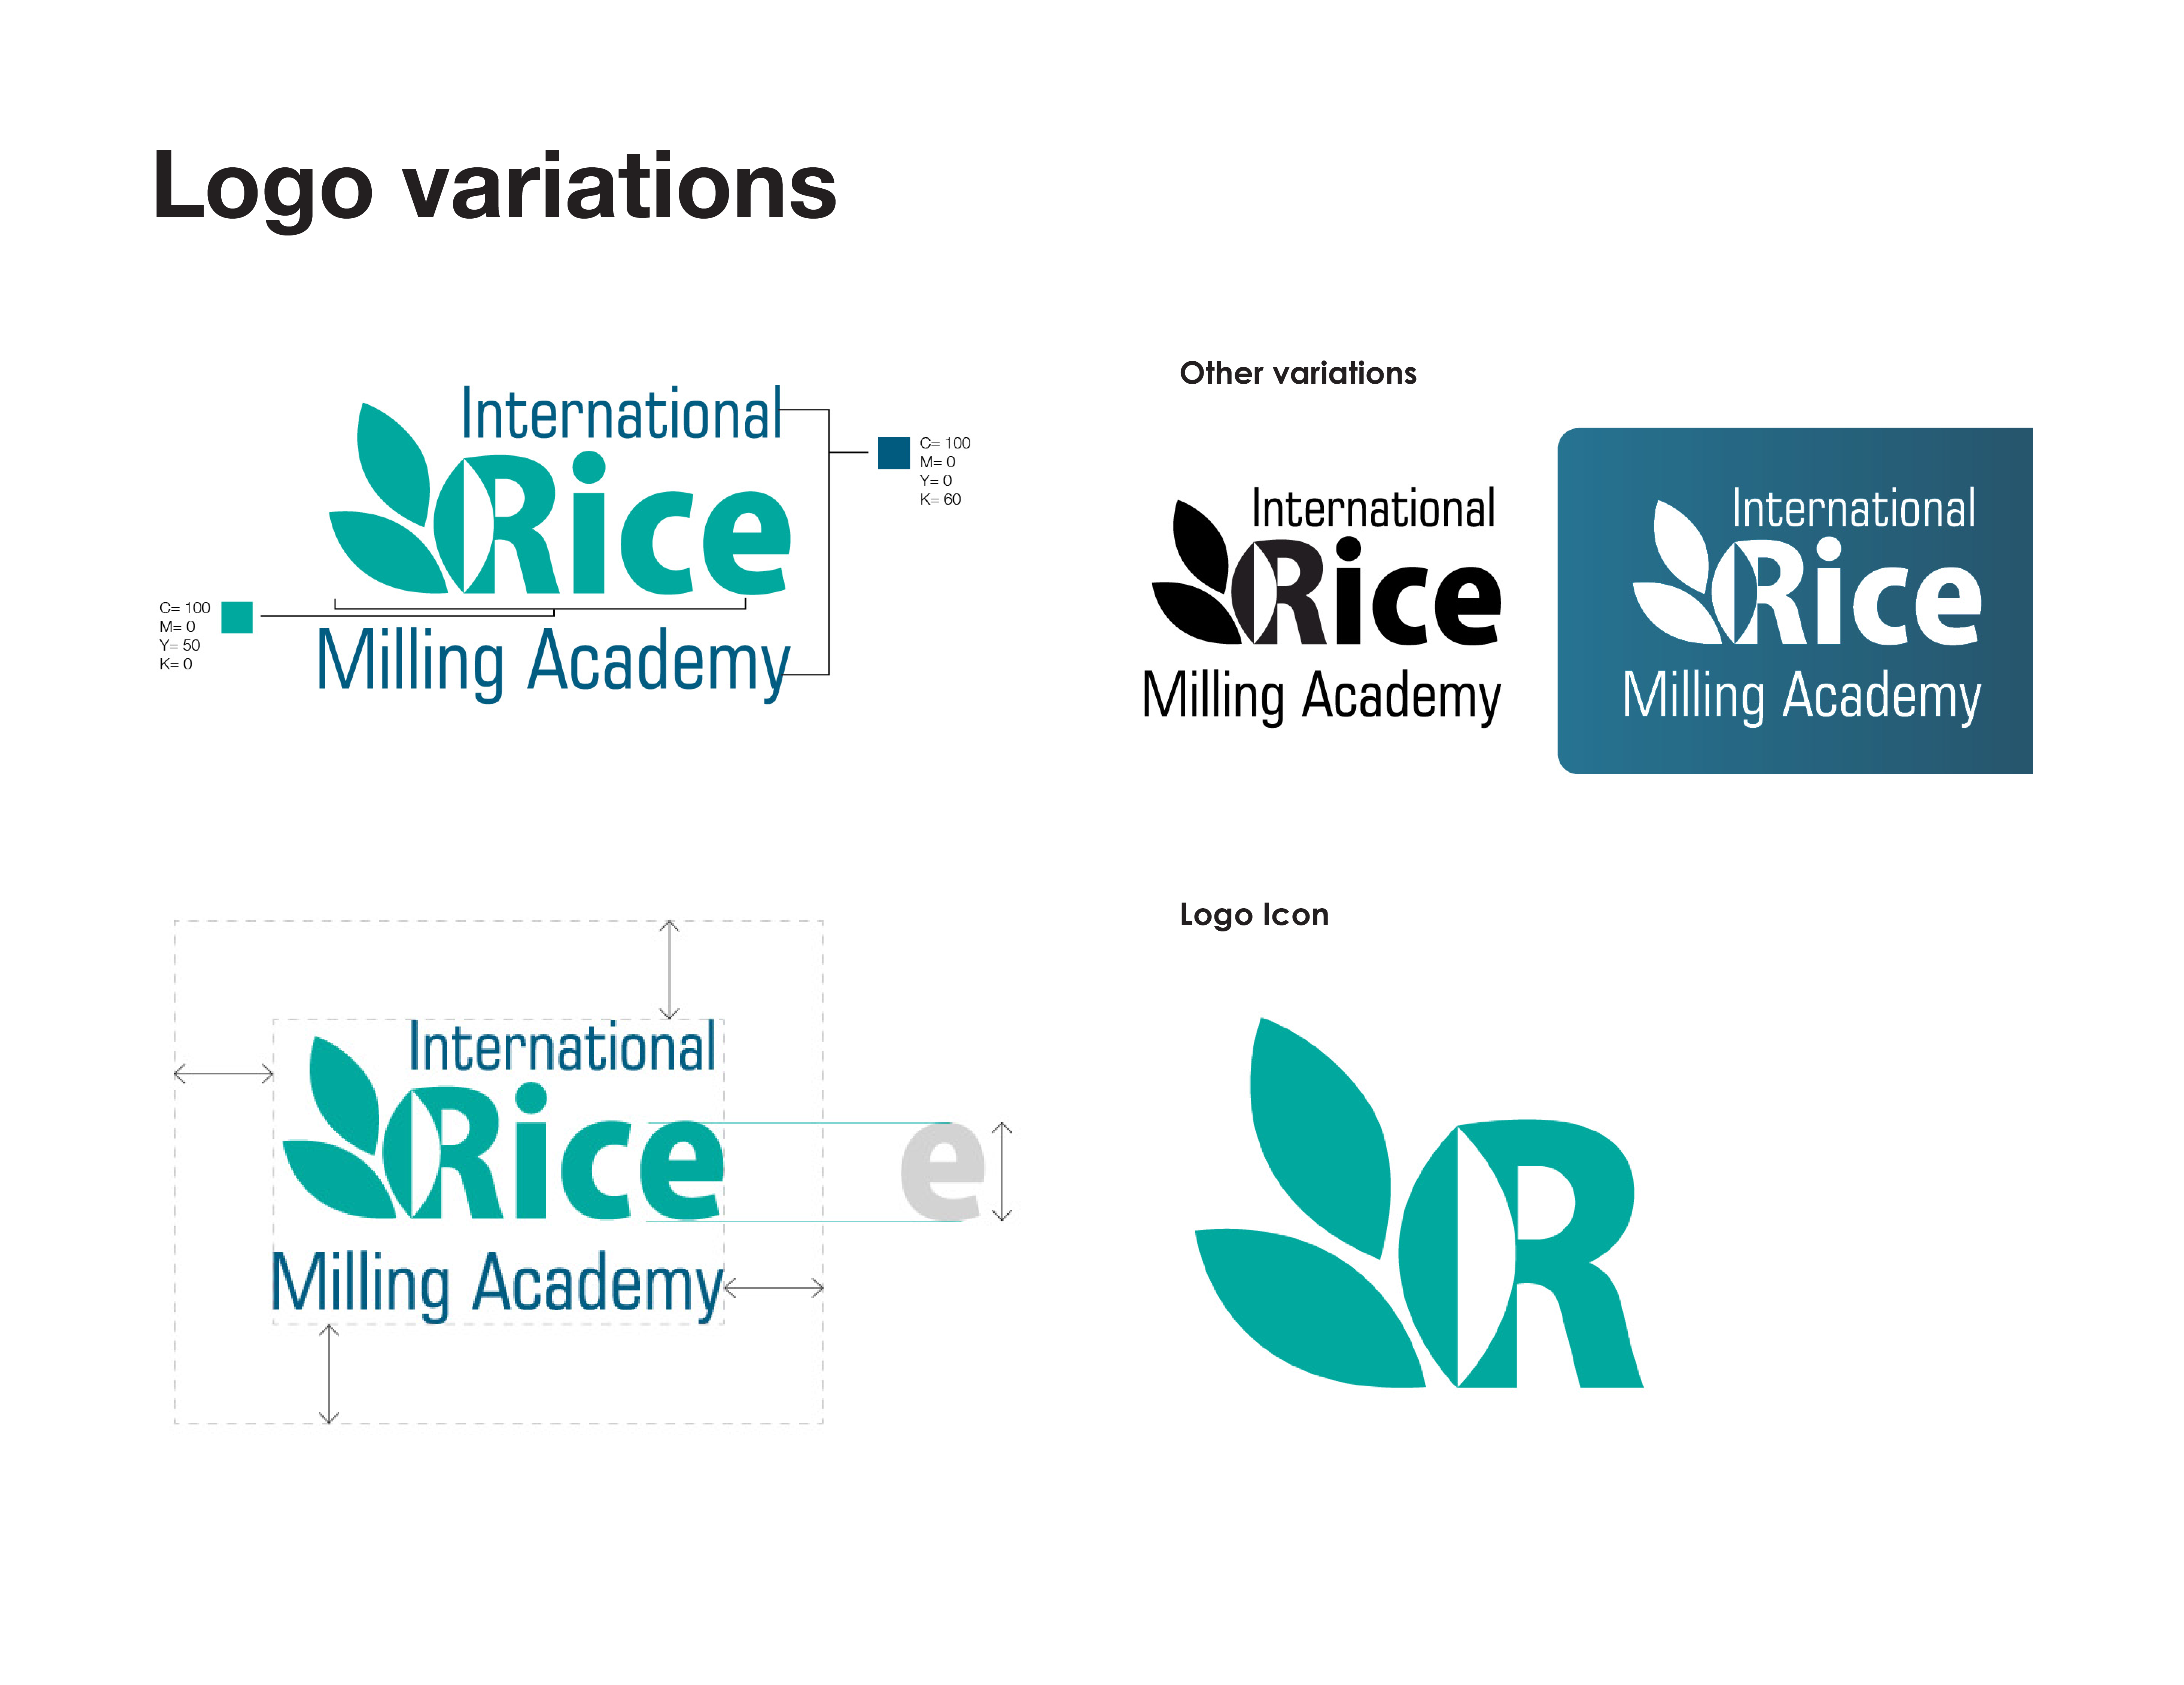 Logo variations
International
Rice
Milling Academy
C= 100
M= 0
Y= 0
K= 60
C= 100
M= 0
Y= 50
K= 0
Other variations
International
Rice
Milling Academy
International
Rice
Milling Academy
International
Rice
Milling Academy
e
Logo Icon
R